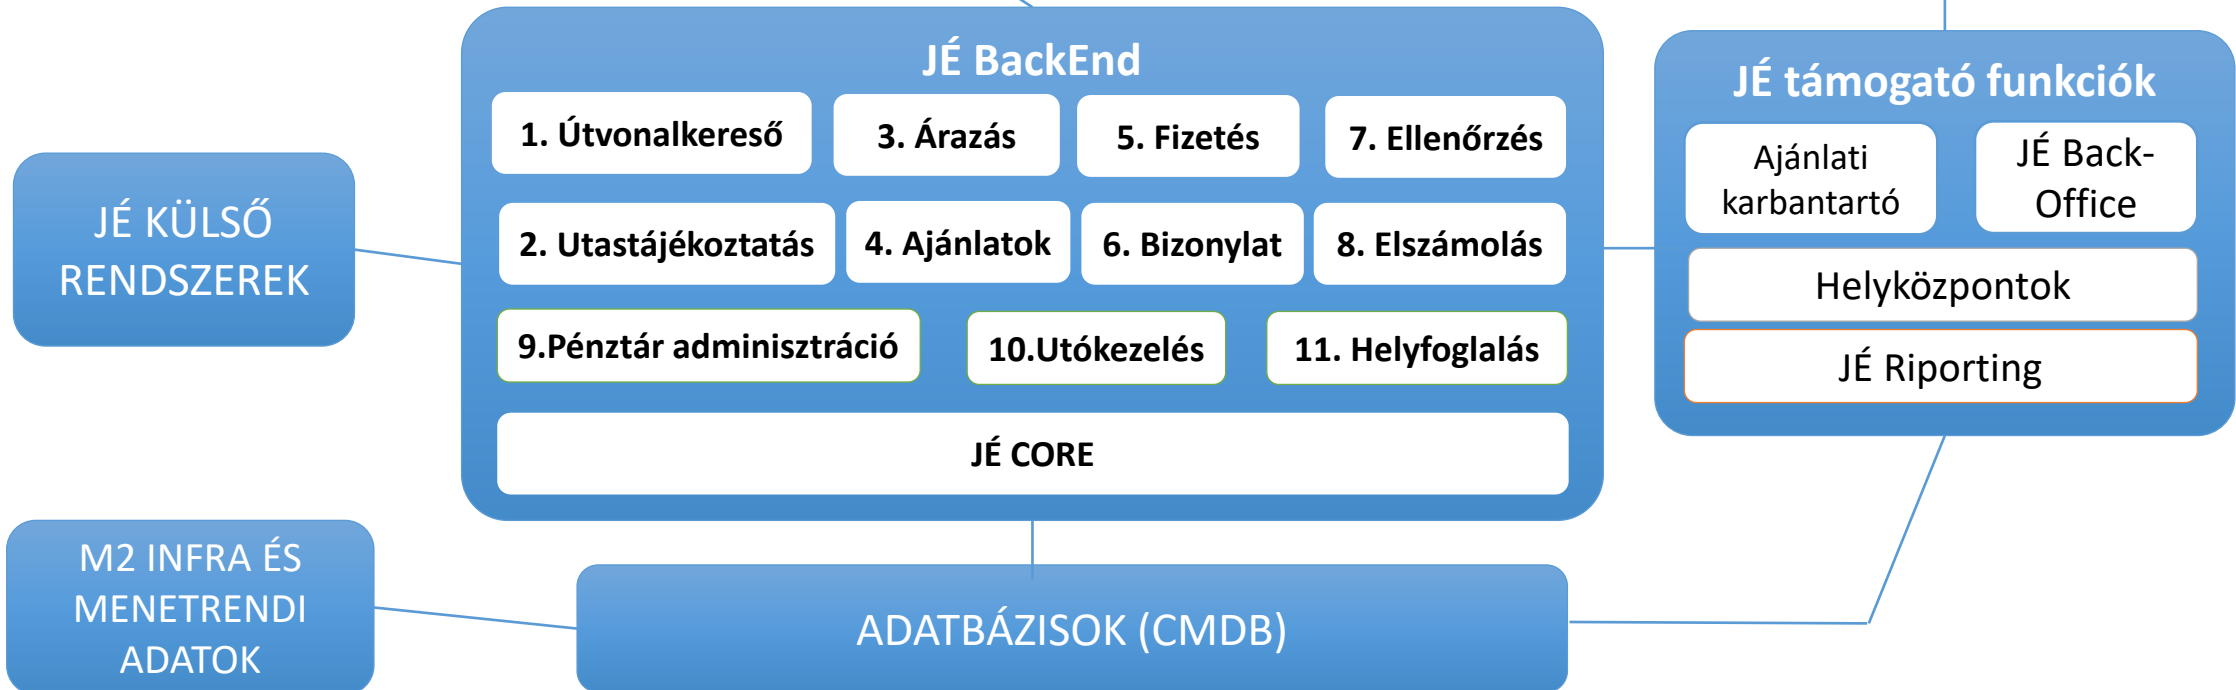 JÉ BackEnd
1. Útvonalkereső
3. Árazás
5. Fizetés
7. Ellenőrzés
2. Utastájékoztatás
4. Ajánlatok
6. Bizonylat
8. Elszámolás
9.Pénztár adminisztráció
10.Utókezelés
11. Helyfoglalás
JÉ CORE
JÉ támogató funkciók
Ajánlati
karbantartó
JÉ Back-
Office
Helyközpontok
JÉ Riporting
JÉ KÜLSŐ
RENDSZEREK
M2 INFRA ÉS
MENETRENDI
ADATOK
ADATBÁZISOK (CMDB)